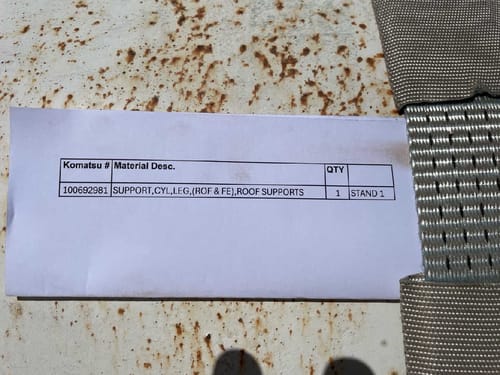 Komatsu # Material Desc. QTY
100692981 SUPPORT,CYL,LEG,(ROF & FE),ROOF SUPPORTS 1 STAND 1